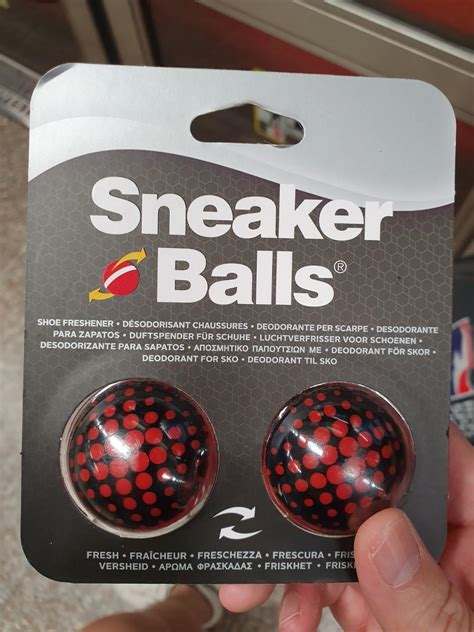 Sneaker
Balls®
SHOE FRESHENER • DÉSODORISANT CHAUSSURES • DEODORANTE PER SCARPE • DESODORANTE
PARA ZAPATOS • DUFTSPENDER FÜR SCHUHE • LUCHTVERFRISSER VOOR SCHOENEN •
DESODORIZANTE PARA SAPATOS • ΑΠΟΣΜΗΤΙΚΟ ΠΑΠΟΥΤΣΙΩΝ ΜΕ • DEODORANT FÖR SKOR •
DEODORANT FOR SKO • DEODORANT TIL SKO
FRESH • FRAÎCHEUR • FRESCHEZZA • FRESCURA •
VERSHEID • ΑΡΩΜΑ ΦΡΑΣΚΑΔΑΣ • FRISKHET •